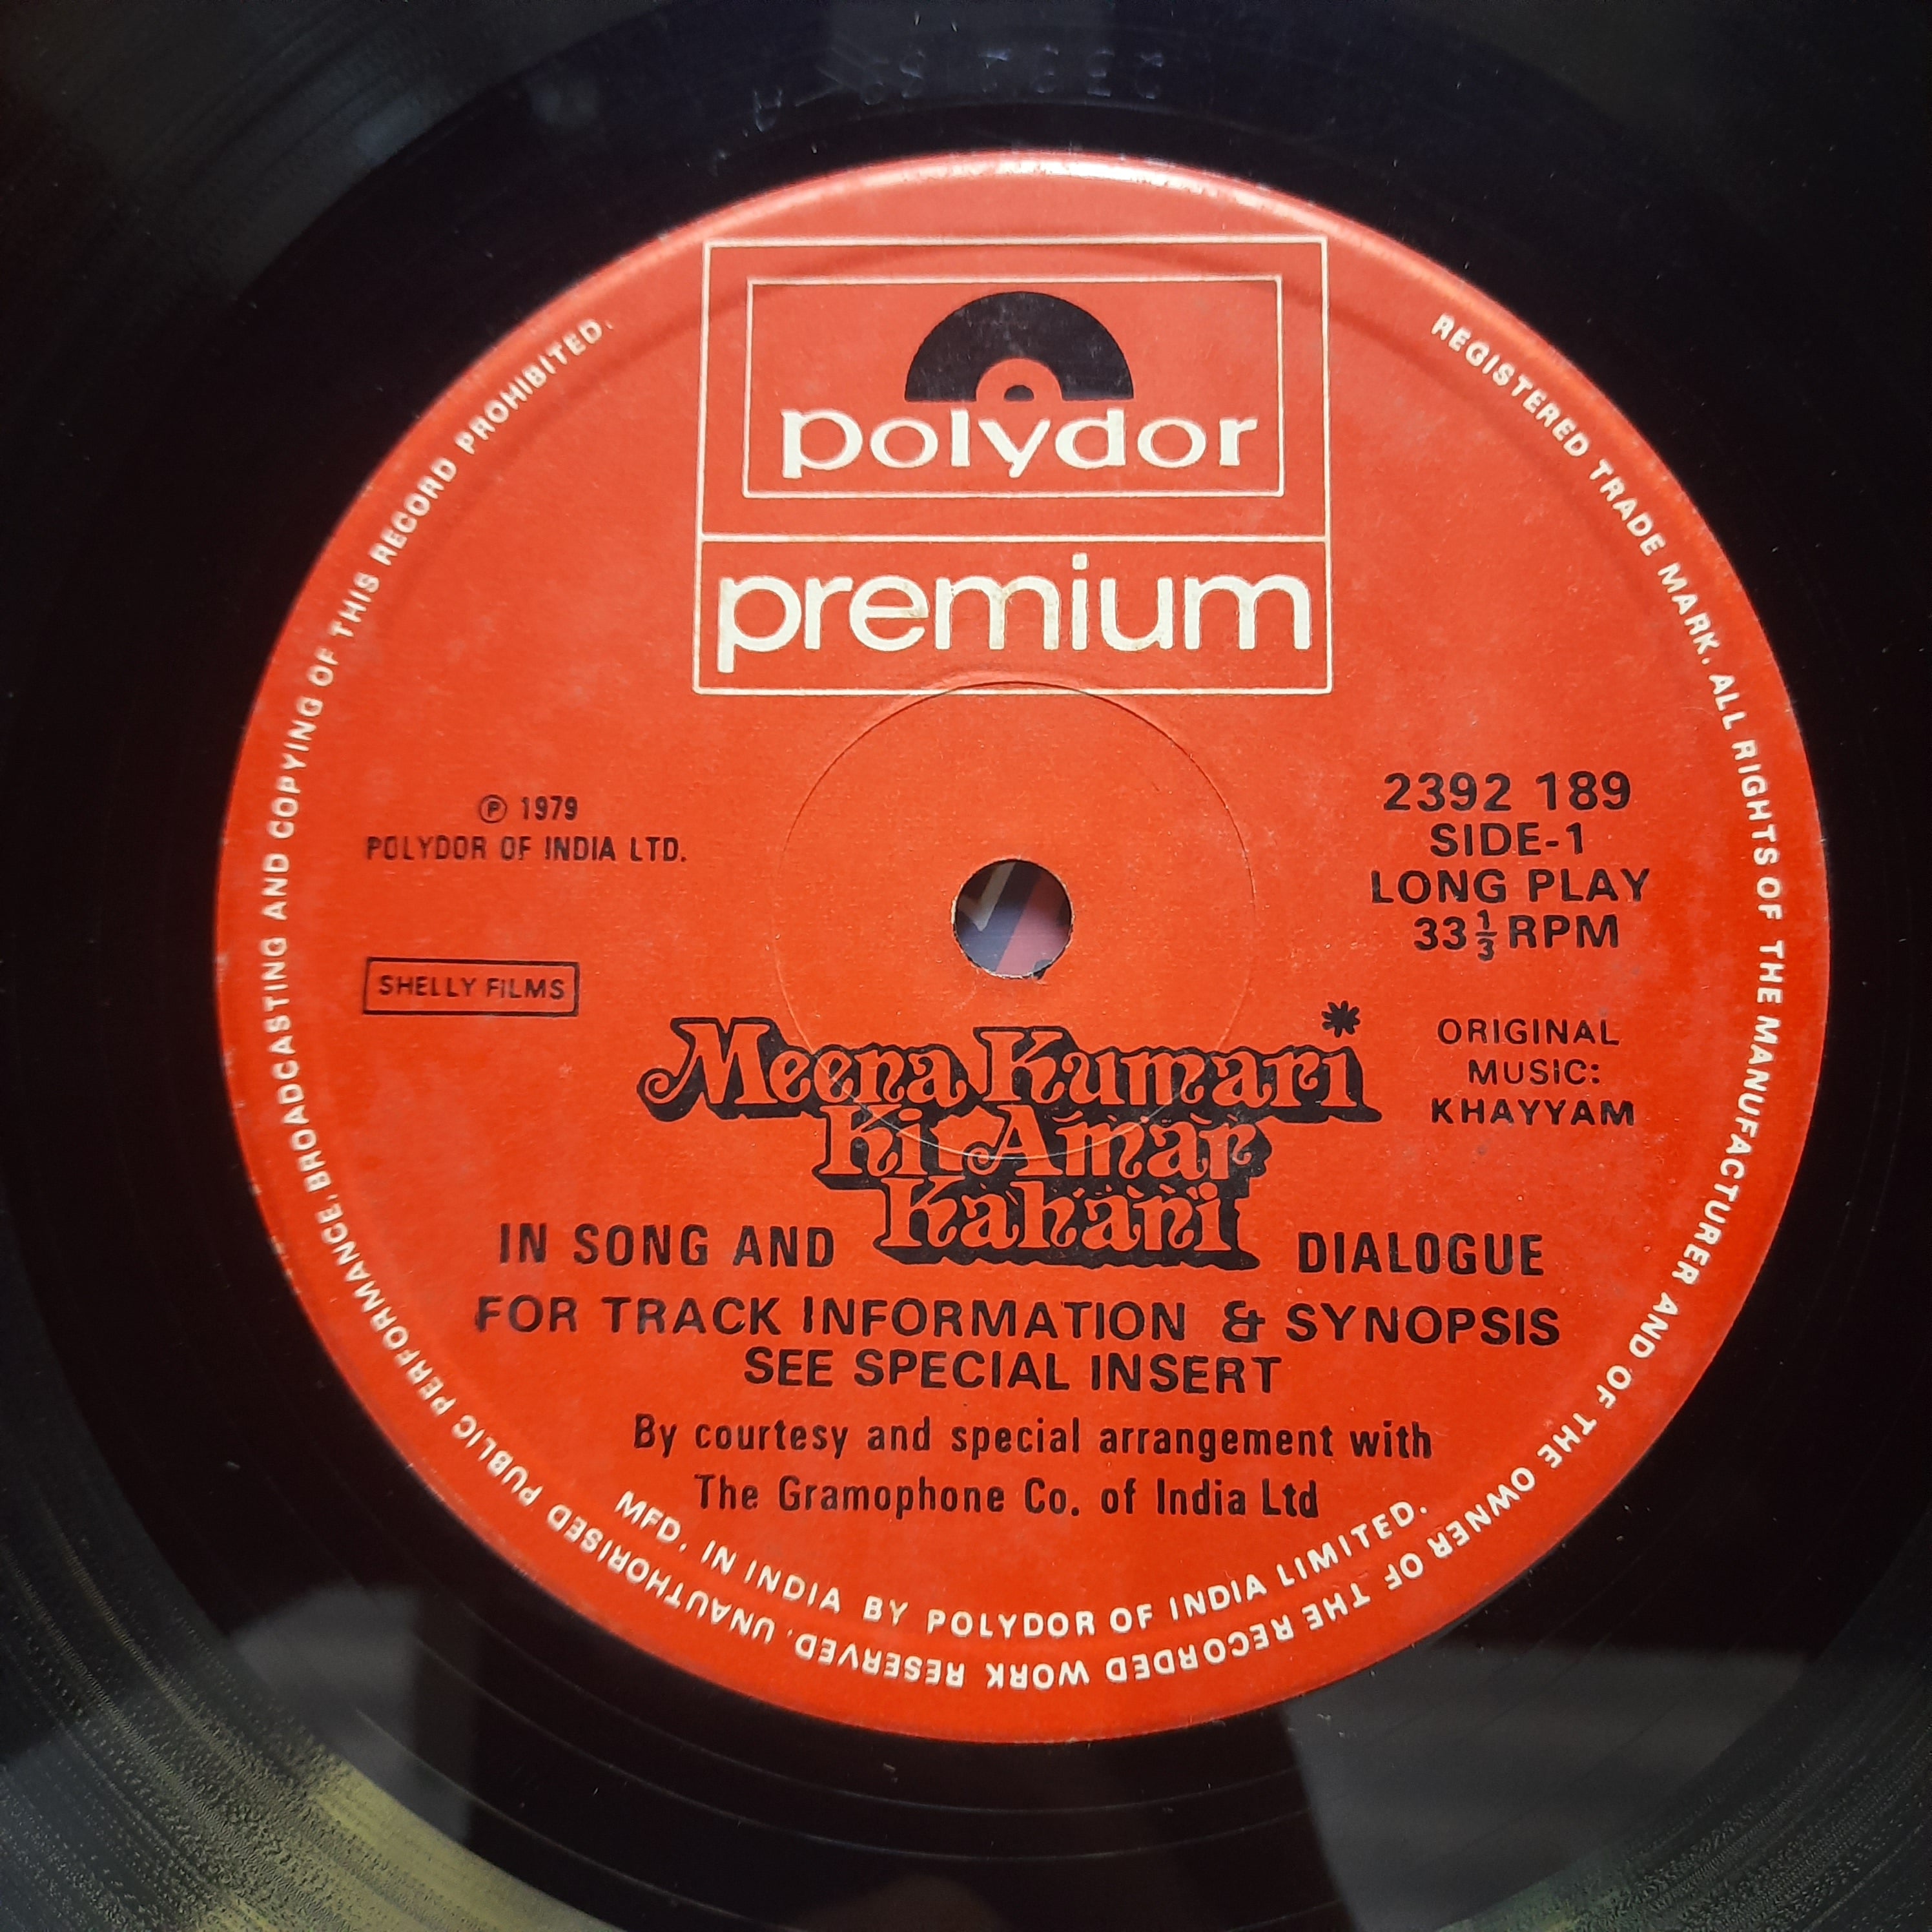 polydor
premium
℗ 1979
POLYDOR OF INDIA LTD.
2392 189
SIDE-1
LONG PLAY
33 1/3 RPM
SHELLY FILMS
ORIGINAL
MUSIC:
KHAYYAM
Meena Kumari*
Ki Amar
Kahani
IN SONG AND DIALOGUE
FOR TRACK INFORMATION & SYNOPSIS
SEE SPECIAL INSERT
By courtesy and special arrangement with
The Gramophone Co. of India Ltd
MFD. IN INDIA BY POLYDOR OF INDIA LIMITED.
REGISTERED TRADE MARK. ALL RIGHTS OF THE MANUFACTURER AND OF THE OWNER OF THE RECORDED WORK RESERVED. UNAUTHORISED PUBLIC PERFORMANCE. BROADCASTING AND COPYING OF THIS RECORD PROHIBITED.